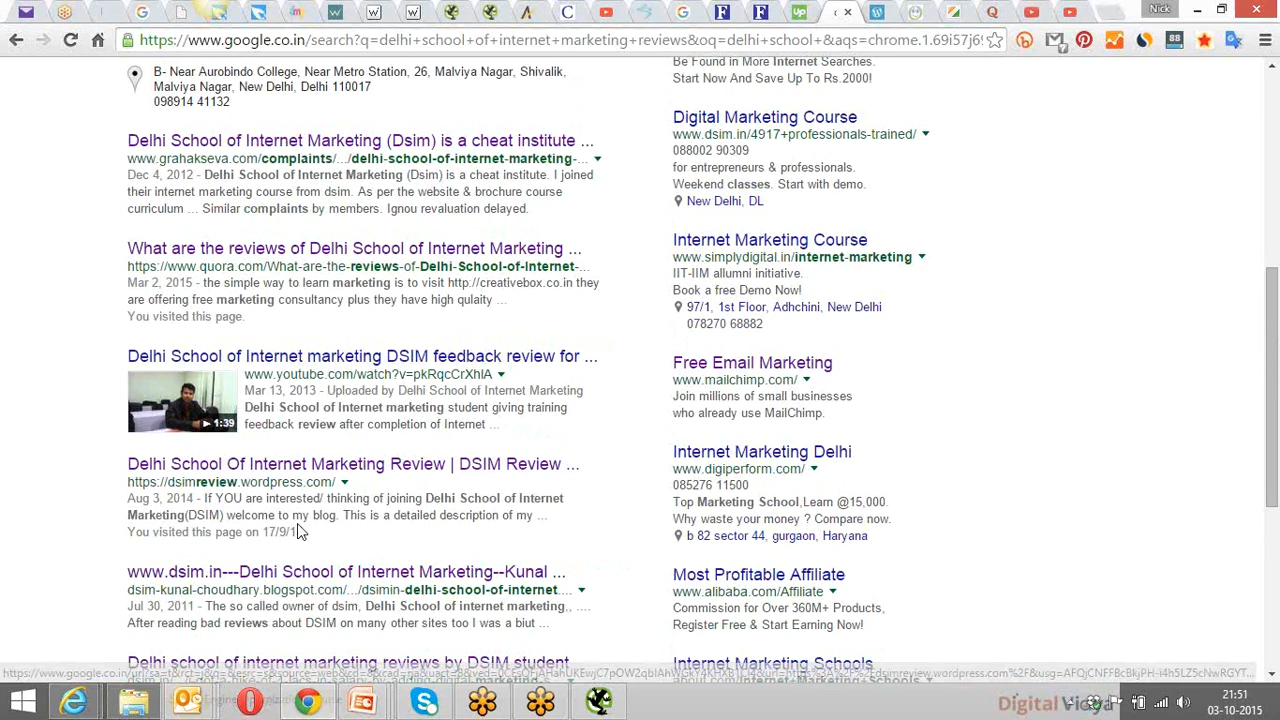 Nick
https://www.google.co.in/search?q=delhi+school+of+internet+marketing+reviews&oq=delhi+school+&aqs=chrome.1.69i57j69
B- Near Aurobindo College, Near Metro Station, 26, Malviya Nagar, Shivalik,
Malviya Nagar, New Delhi, Delhi 110017
098914 41132
Delhi School of Internet Marketing (Dsim) is a cheat institute ...
www.grahakseva.com/complaints/.../delhi-school-of-internet-marketing-...
Dec 4, 2012 - Delhi School of Internet Marketing (Dsim) is a cheat institute. I joined
their internet marketing course from dsim. As per the website & brochure course
curriculum ... Similar complaints by members. Ignou revaluation delayed.
What are the reviews of Delhi School of Internet Marketing ...
https://www.quora.com/What-are-the-reviews-of-Delhi-School-of-Internet-...
Mar 2, 2015 - the simple way to learn marketing is to visit http://creativebox.co.in they
are offering free marketing consultancy plus they have high qulaity ...
You visited this page.
Delhi School of Internet marketing DSIM feedback review for ...
www.youtube.com/watch?v=pkRqcCrXhlA
Mar 13, 2013 - Uploaded by Delhi School of Internet Marketing
Delhi School of Internet marketing student giving training
feedback review after completion of Internet ...
1:39
Delhi School Of Internet Marketing Review | DSIM Review ...
https://dsimreview.wordpress.com/
Aug 3, 2014 - If YOU are interested/ thinking of joining Delhi School of Internet
Marketing(DSIM) welcome to my blog. This is a detailed description of my ...
You visited this page on 17/9/1
www.dsim.in---Delhi School of Internet Marketing--Kunal ...
dsim-kunal-choudhary.blogspot.com/.../dsimin-delhi-school-of-internet....
Jul 30, 2011 - The so called owner of dsim, Delhi School of internet marketing,, ....
After reading bad reviews about DSIM on many other sites too I was a biut ...
Delhi school of internet marketing reviews by DSIM student
Be Found in More Internet Searches.
Start Now And Save Up To Rs.2000!
Digital Marketing Course
www.dsim.in/4917+professionals-trained/
088002 90309
for entrepreneurs & professionals.
Weekend classes. Start with demo.
New Delhi, DL
Internet Marketing Course
www.simplydigital.in/internet-marketing
IIT-IIM allumni initiative.
Book a free Demo Now!
97/1, 1st Floor, Adhchini, New Delhi
078270 68882
Free Email Marketing
www.mailchimp.com/
Join millions of small businesses
who already use MailChimp.
Internet Marketing Delhi
www.digiperform.com/
085276 11500
Top Marketing School,Learn @15,000.
Why waste your money ? Compare now.
b 82 sector 44, gurgaon, Haryana
Most Profitable Affiliate
www.alibaba.com/Affiliate
Commission for Over 360M+ Products,
Register Free & Start Earning Now!
Internet Marketing Schools
Digital Vidya
21:51
03-10-2015